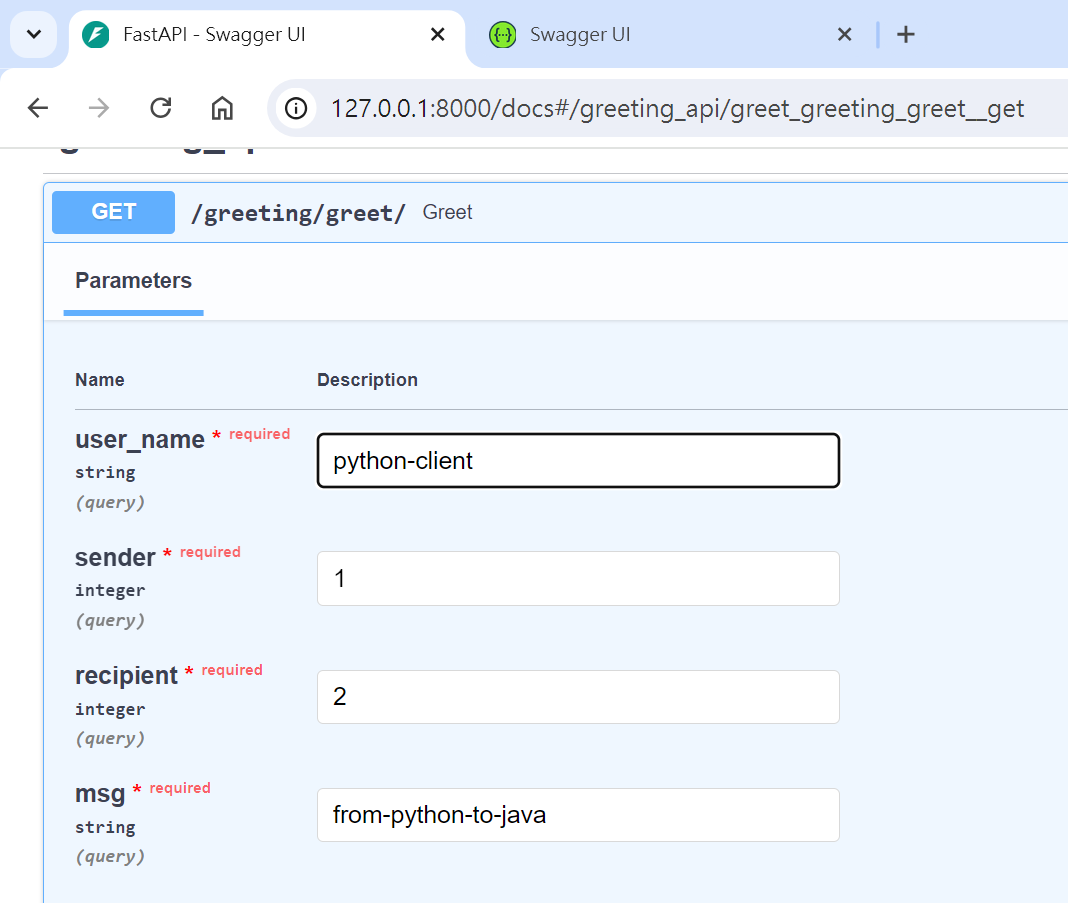 FastAPI - Swagger UI
Swagger UI
127.0.0.1:8000/docs#/greeting_api/greet_greeting_greet__get
GET /greeting/greet/ Greet
Parameters
Name Description
user_name * required
string
(query)
python-client
sender * required
integer
(query)
1
recipient * required
integer
(query)
2
msg * required
string
(query)
from-python-to-java